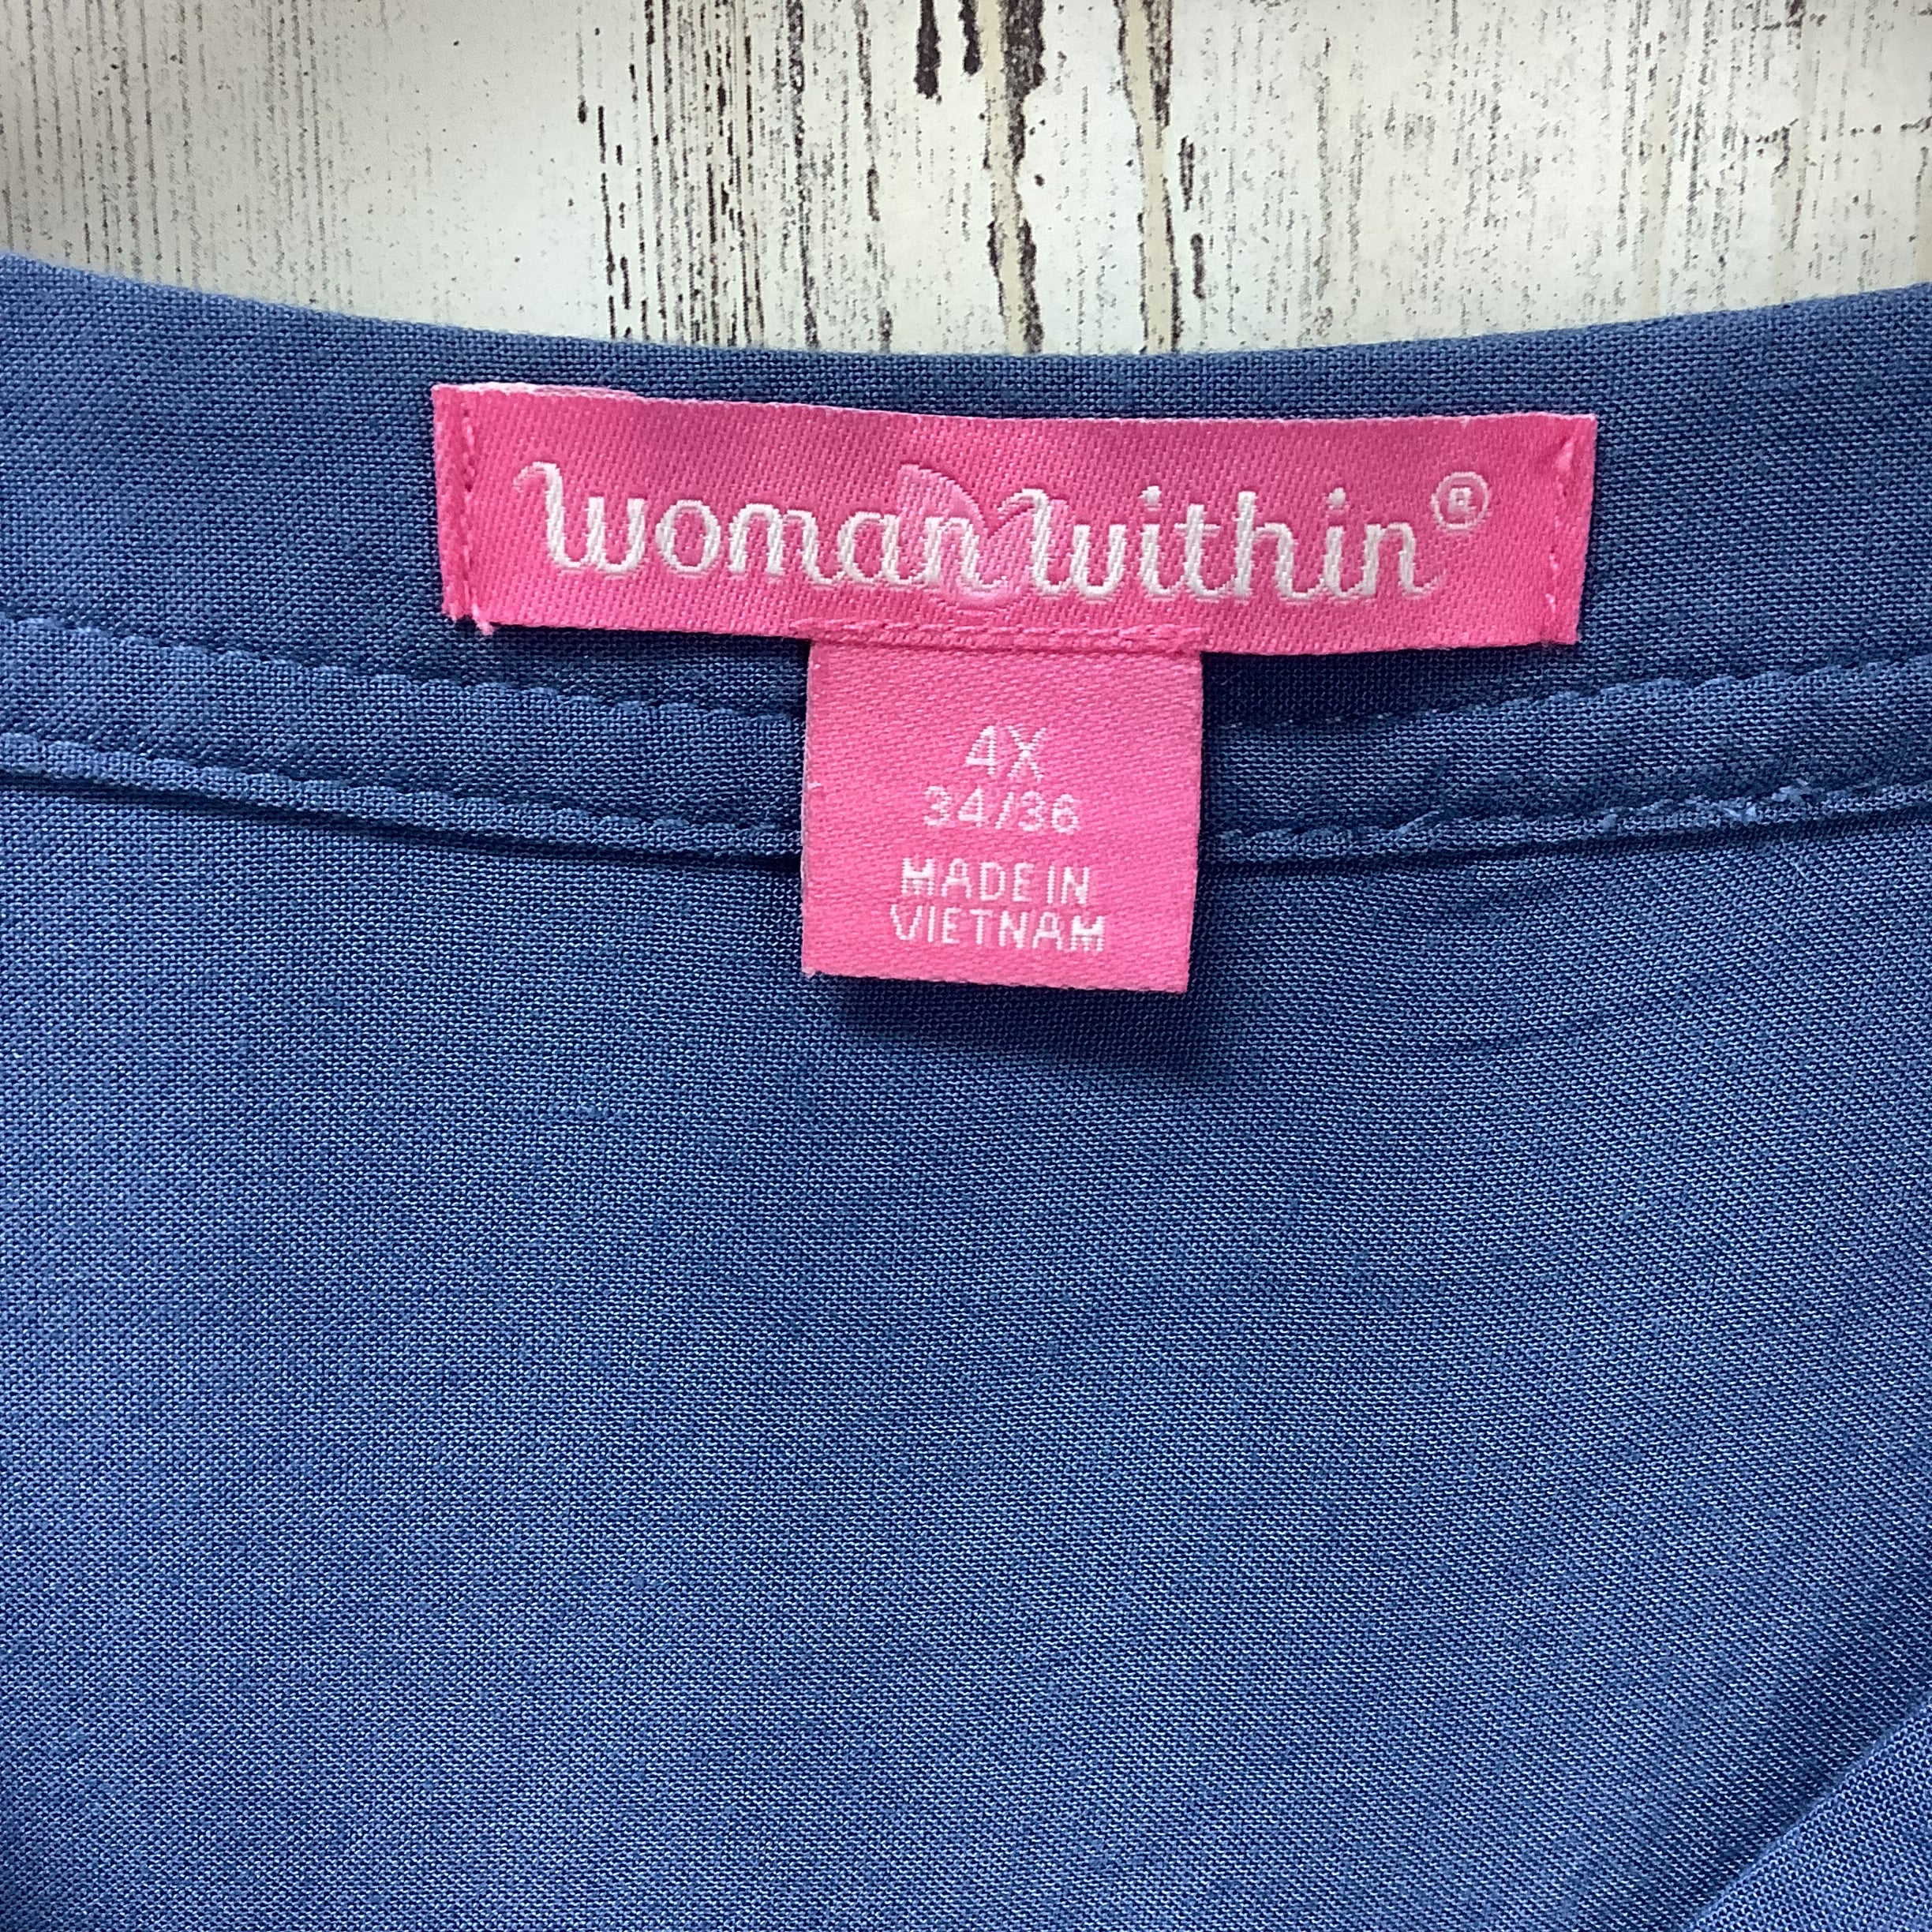 woman within®
4X
34/36
MADE IN
VIETNAM